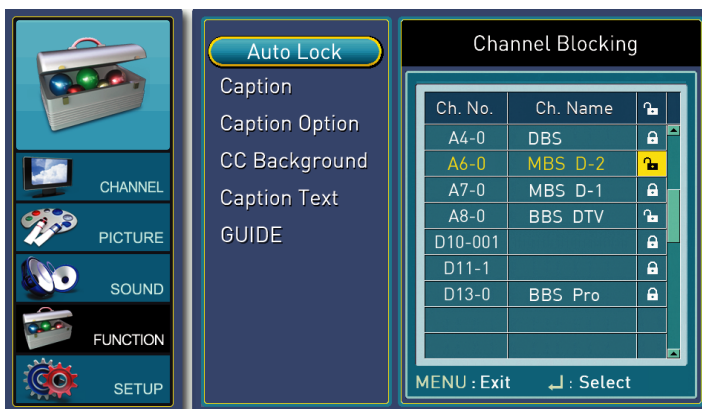 CHANNEL
PICTURE
SOUND
FUNCTION
SETUP
Auto Lock
Caption
Caption Option
CC Background
Caption Text
GUIDE
Channel Blocking
Ch. No. Ch. Name
A4-0 DBS
A6-0 MBS D-2
A7-0 MBS D-1
A8-0 BBS DTV
D10-001
D11-1
D13-0 BBS Pro
MENU : Exit : Select